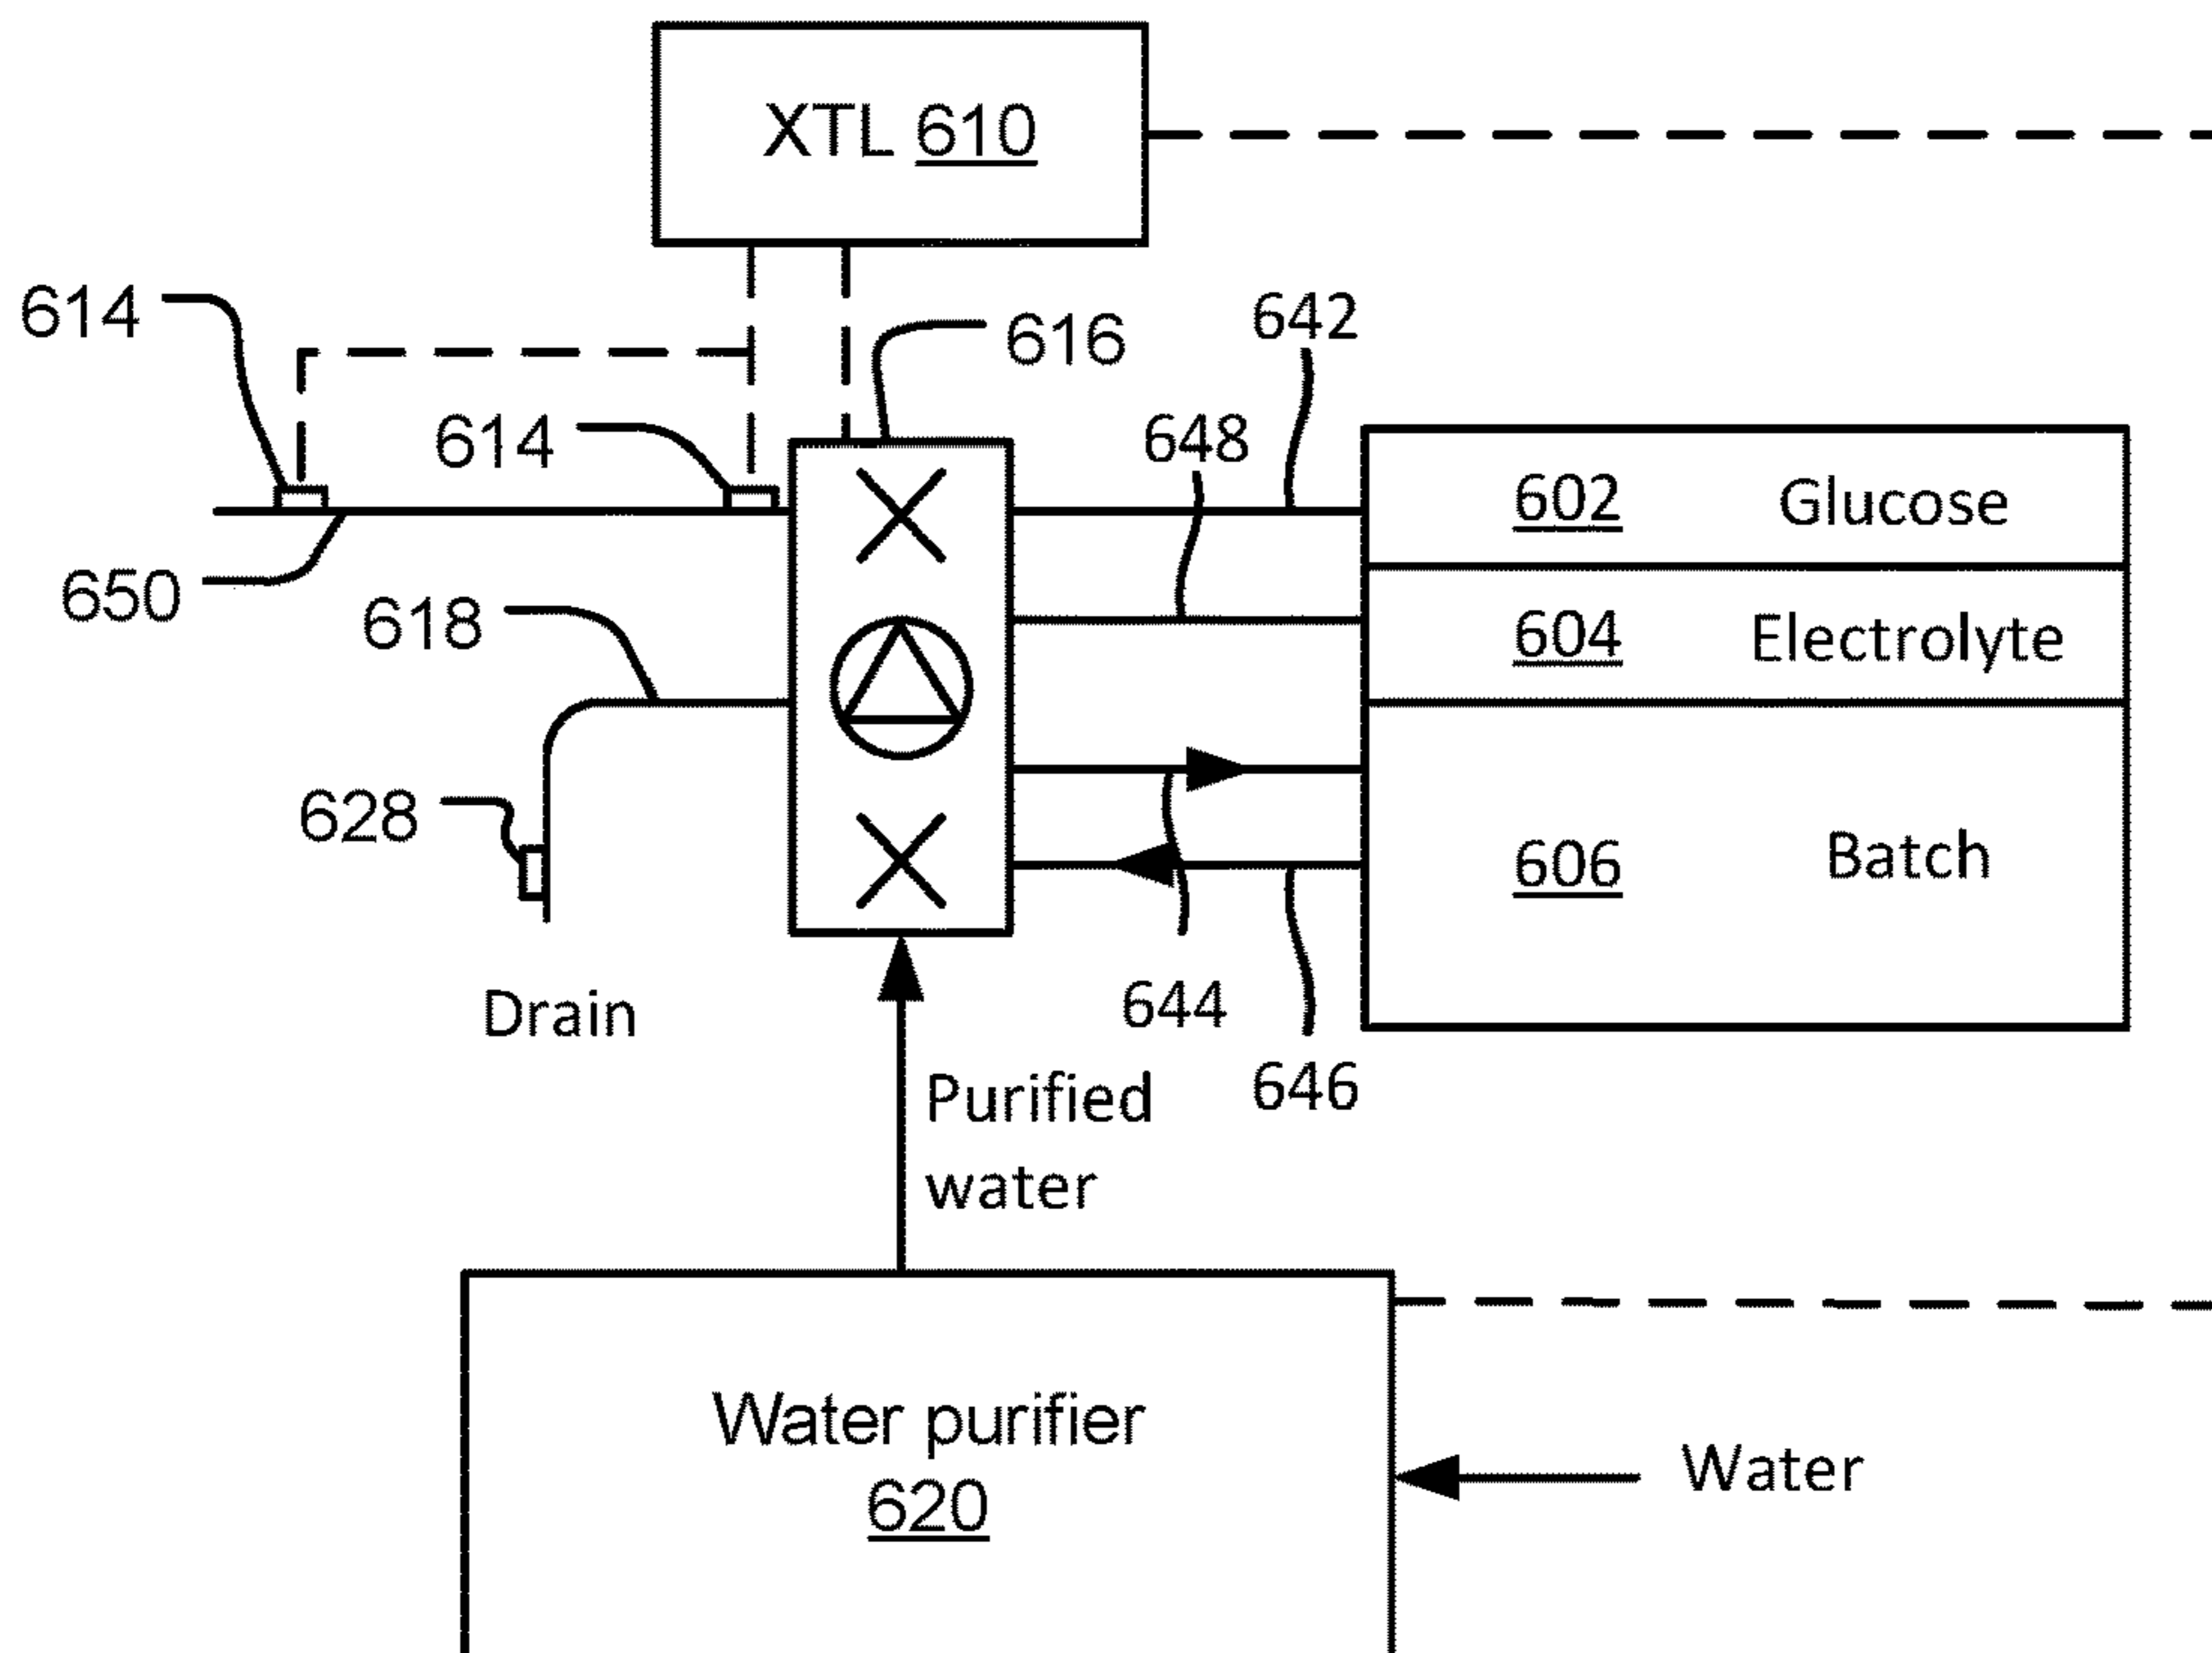 XTL 610
614
616
642
614
648
602 Glucose
650
618
604 Electrolyte
628
606 Batch
Drain
644
646
Purified
water
Water purifier
620
Water